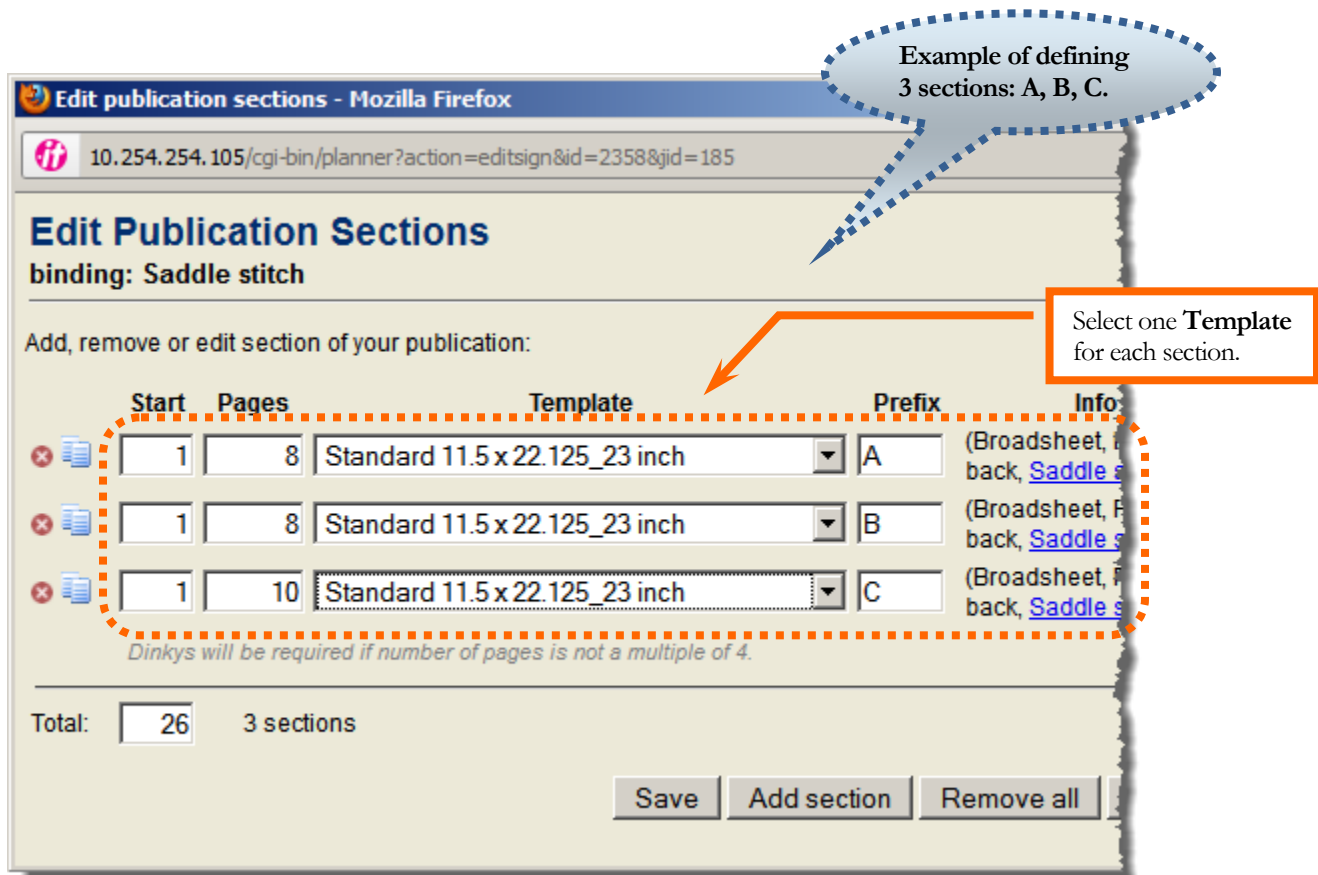 Example of defining
3 sections: A, B, C.
Edit publication sections - Mozilla Firefox
10.254.254.105/cgi-bin/planner?action=editsign&id=2358&jid=185
Edit Publication Sections
binding: Saddle stitch
Select one Template
for each section.
Add, remove or edit section of your publication:
Start Pages Template Prefix Info
1 8 Standard 11.5 x 22.125_23 inch A (Broadsheet,
back, Saddle
1 8 Standard 11.5 x 22.125_23 inch B (Broadsheet,
back, Saddle
1 10 Standard 11.5 x 22.125_23 inch C (Broadsheet,
back, Saddle
Dinkys will be required if number of pages is not a multiple of 4.
Total: 26 3 sections
Save Add section Remove all